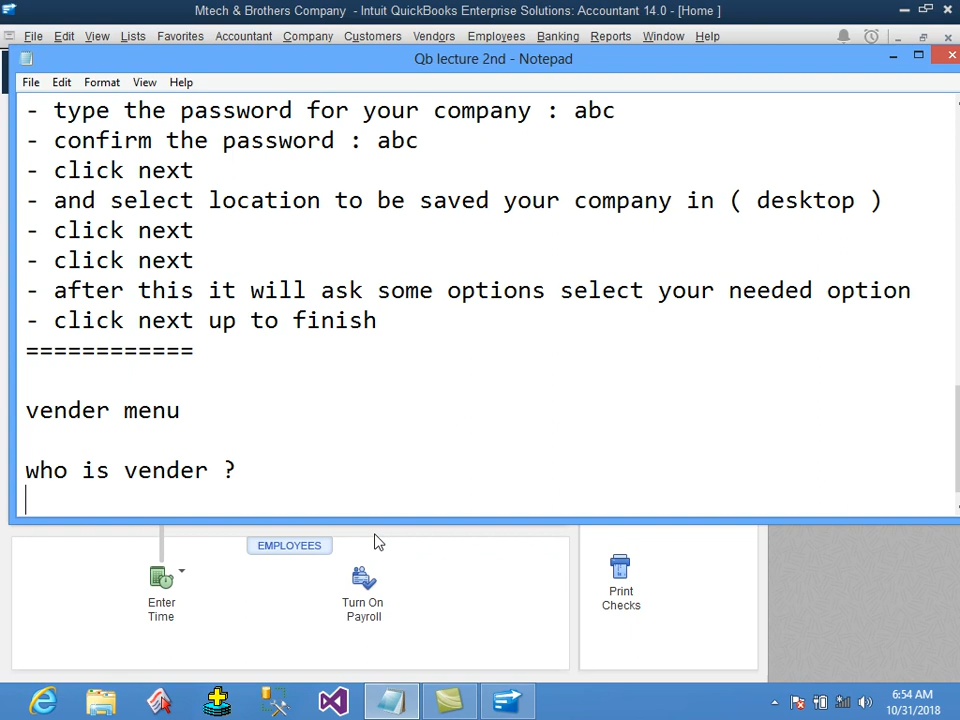 Mtech & Brothers Company - Intuit QuickBooks Enterprise Solutions: Accountant 14.0 - [Home ]
File Edit View Lists Favorites Accountant Company Customers Vendors Employees Banking Reports Window Help
Qb lecture 2nd - Notepad
File Edit Format View Help
- type the password for your company : abc
- confirm the password : abc
- click next
- and select location to be saved your company in ( desktop )
- click next
- click next
- after this it will ask some options select your needed option
- click next up to finish
============
vender menu
who is vender ?
EMPLOYEES
Enter
Time
Turn On
Payroll
Print
Checks
6:54 AM
10/31/2018